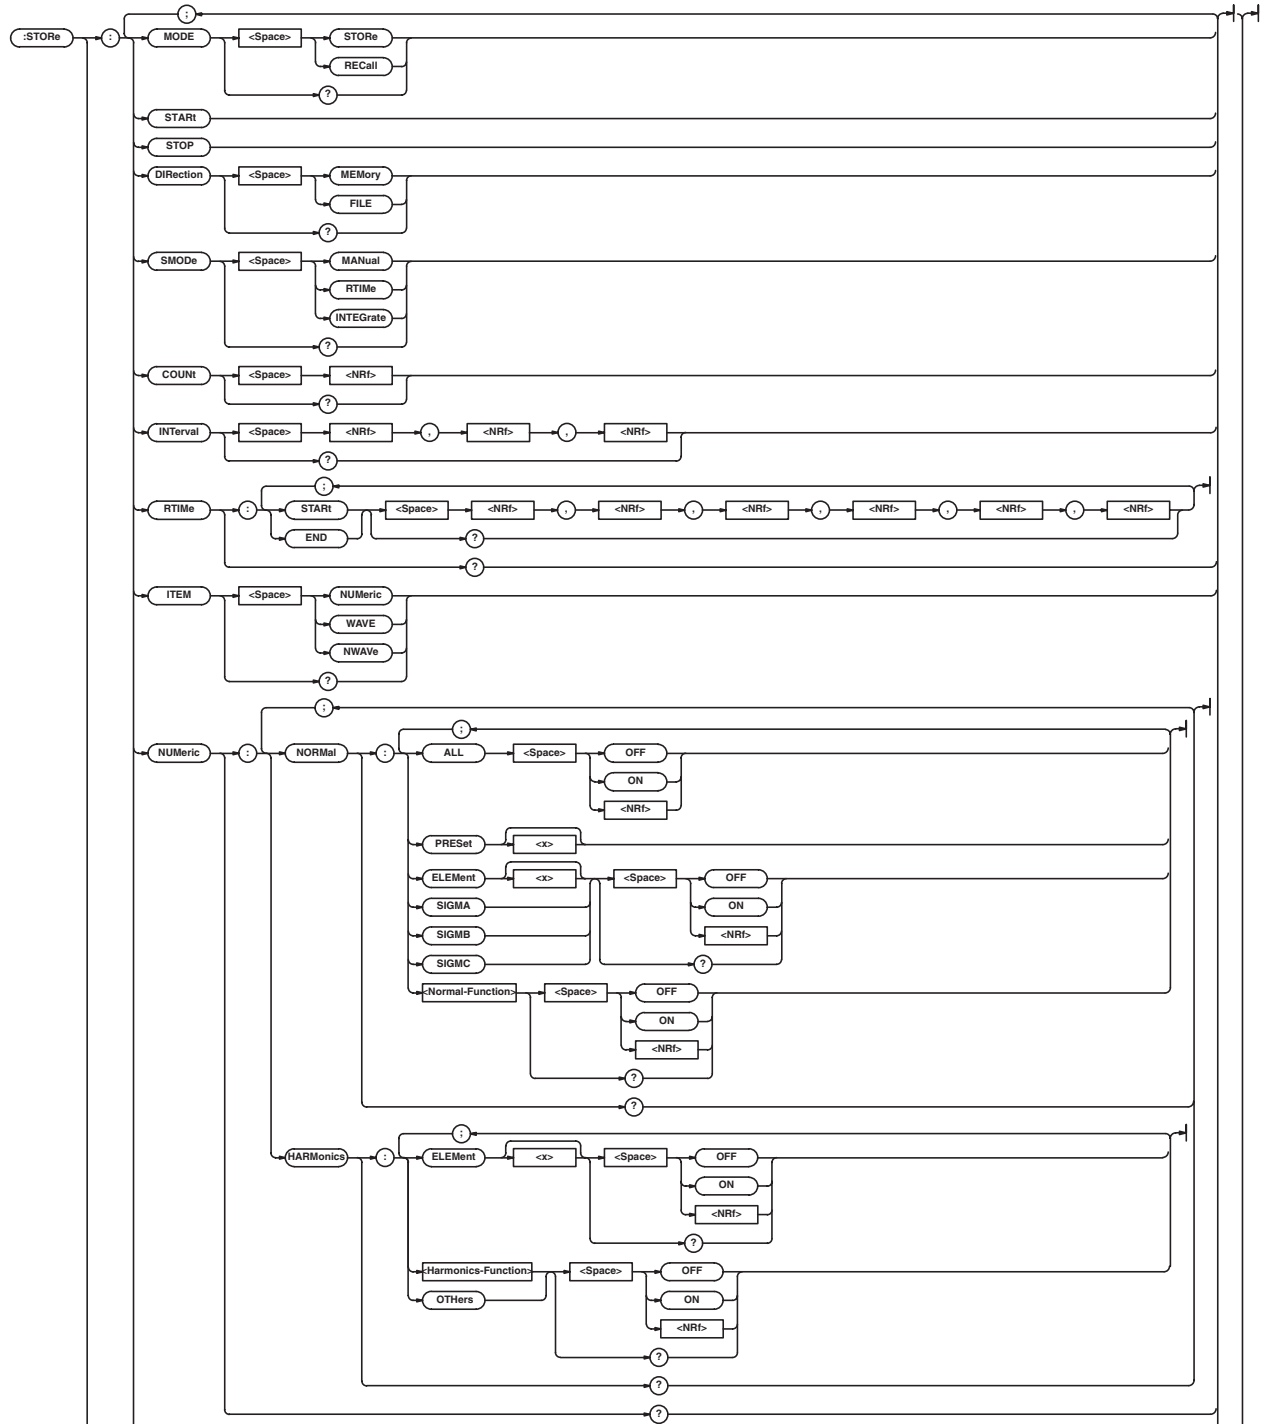 ;
:STORe : MODE <Space> STORe
RECall
?
STARt
STOP
DIRection <Space> MEMory
FILE
?
SMODe <Space> MANual
RTIMe
INTEGrate
?
COUNt <Space> <NRf>
?
INTerval <Space> <NRf> , <NRf> , <NRf>
?
;
RTIMe : STARt <Space> <NRf> , <NRf> , <NRf> , <NRf> , <NRf> , <NRf>
END ?
?
ITEM <Space> NUMeric
WAVE
NWAVe
?
;
;
NUMeric : NORMal : ALL <Space> OFF
ON
<NRf>
PRESet <x>
ELEMent <x> <Space> OFF
SIGMA ON
SIGMB <NRf>
SIGMC ?
<Normal-Function> <Space> OFF
ON
<NRf>
?
?
;
HARMonics : ELEMent <x> <Space> OFF
ON
<NRf>
?
<Harmonics-Function> <Space> OFF
OTHers ON
<NRf>
?
?
?